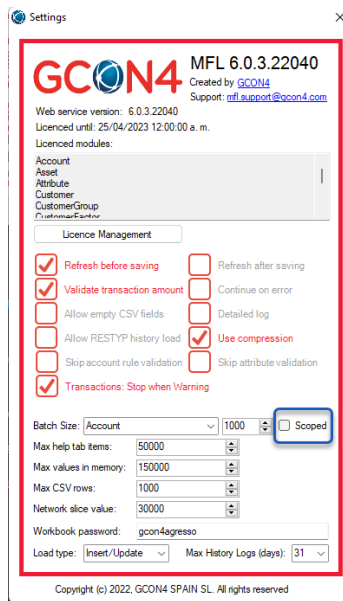 Settings
GCON4
MFL 6.0.3.22040
Created by GCON4
Support: mfl.support@gcon4.com
Web service version: 6.0.3.22040
Licenced until: 25/04/2023 12:00:00 a. m.
Licenced modules:
Account
Asset
Attribute
Customer
CustomerGroup
CustomerFactor
Licence Management
Refresh before saving Refresh after saving
Validate transaction amount Continue on error
Allow empty CSV fields Detailed log
Allow RESTYP history load Use compression
Skip account rule validation Skip attribute validation
Transactions: Stop when Warning
Batch Size: Account 1000 Scoped
Max help tab items: 50000
Max values in memory: 150000
Max CSV rows: 1000
Network slice value: 30000
Workbook password: gcon4agresso
Load type: Insert/Update Max History Logs (days): 31
Copyright (c) 2022, GCON4 SPAIN SL. All rights reserved